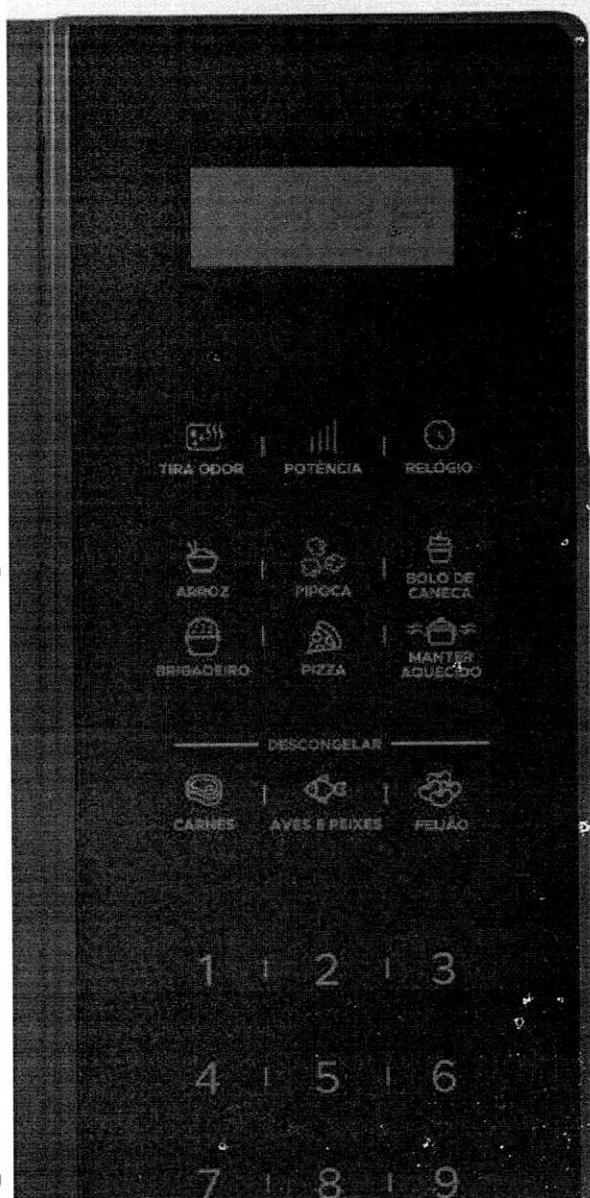 TIRA ODOR POTÊNCIA RELÓGIO
ARROZ PIPOCA BOLO DE
CANECA
BRIGADEIRO PIZZA MANTER
AQUECIDO
DESCONGELAR
CARNES AVES E PEIXES FEIJÃO
1 2 3
4 5 6
7 8 9